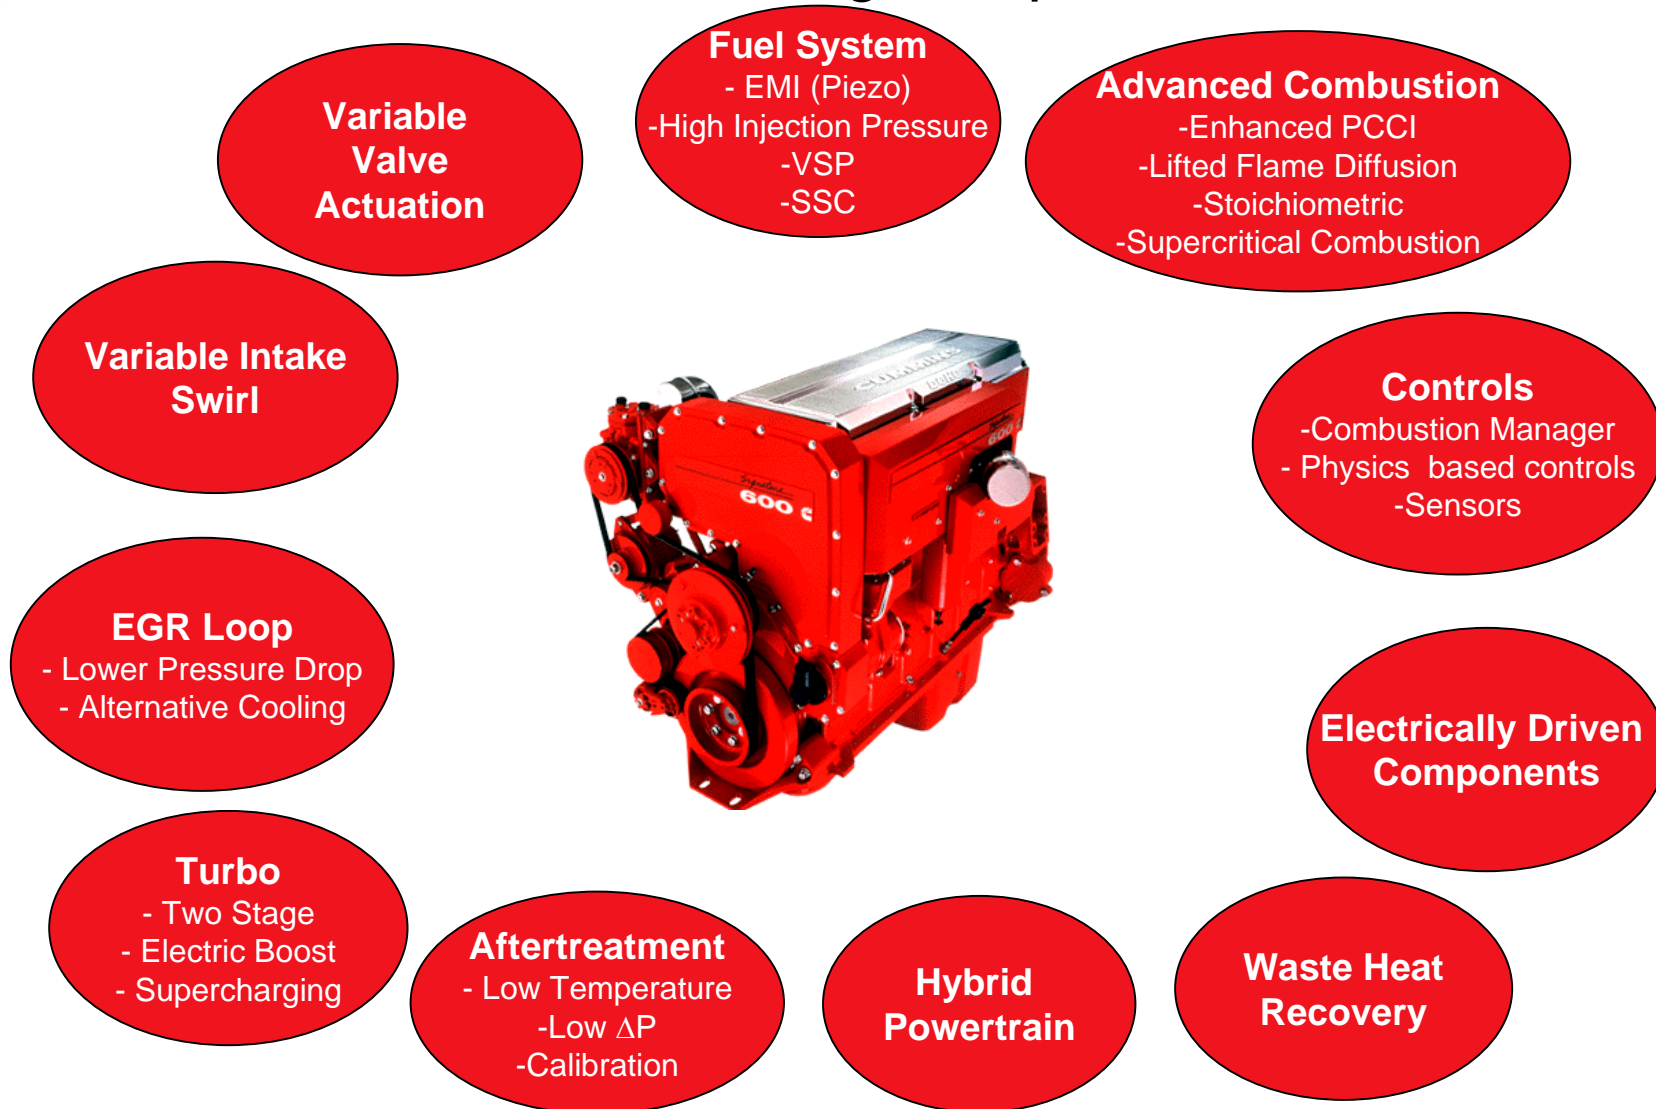 Fuel System
- EMI (Piezo)
-High Injection Pressure
-VSP
-SSC
Advanced Combustion
-Enhanced PCCI
-Lifted Flame Diffusion
-Stoichiometric
-Supercritical Combustion
Variable
Valve
Actuation
Variable Intake
Swirl
Controls
-Combustion Manager
- Physics based controls
-Sensors
CUMMINS
Signature
600
600
EGR Loop
- Lower Pressure Drop
- Alternative Cooling
Electrically Driven
Components
Turbo
- Two Stage
- Electric Boost
- Supercharging
Aftertreatment
- Low Temperature
-Low ΔP
-Calibration
Hybrid
Powertrain
Waste Heat
Recovery